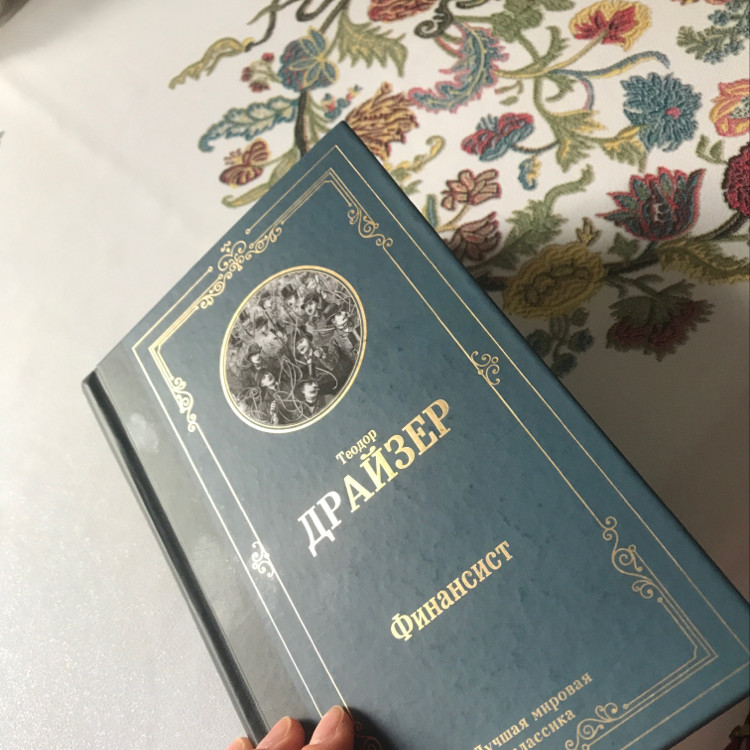 Теодор
ДРАЙЗЕР
Финансист
Лучшая мировая
классика